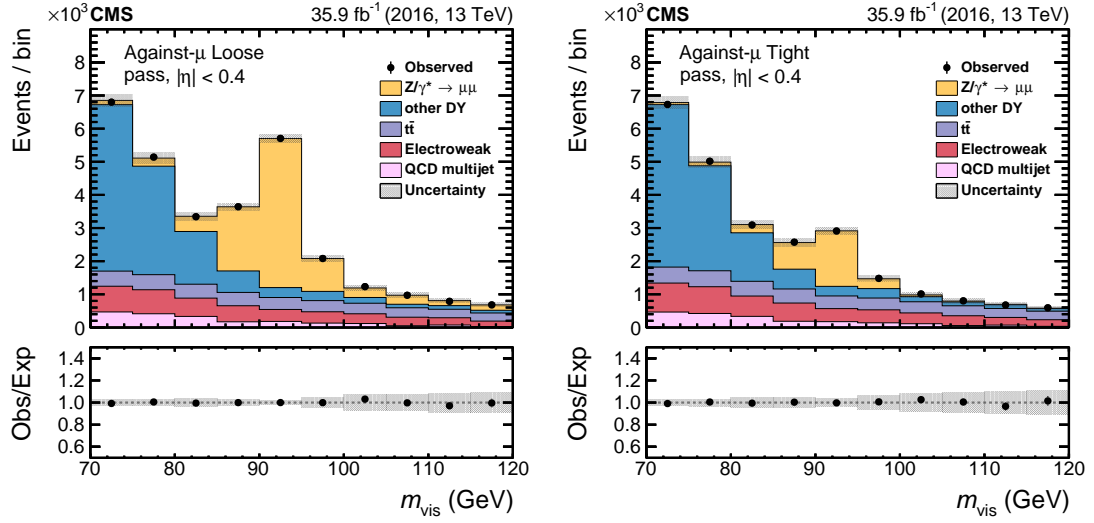 ×10³ CMS 35.9 fb⁻¹ (2016, 13 TeV)
Against-μ Loose
pass, |η| < 0.4
Observed
Z/γ* → μμ
other DY
tt̄
Electroweak
QCD multijet
Uncertainty
Events / bin
9
8
7
6
5
4
3
2
1
0
Obs/Exp
1.4
1.2
1.0
0.8
0.6
70 80 90 100 110 120
m_vis (GeV)
×10³ CMS 35.9 fb⁻¹ (2016, 13 TeV)
Against-μ Tight
pass, |η| < 0.4
Observed
Z/γ* → μμ
other DY
tt̄
Electroweak
QCD multijet
Uncertainty
Events / bin
9
8
7
6
5
4
3
2
1
0
Obs/Exp
1.4
1.2
1.0
0.8
0.6
70 80 90 100 110 120
m_vis (GeV)